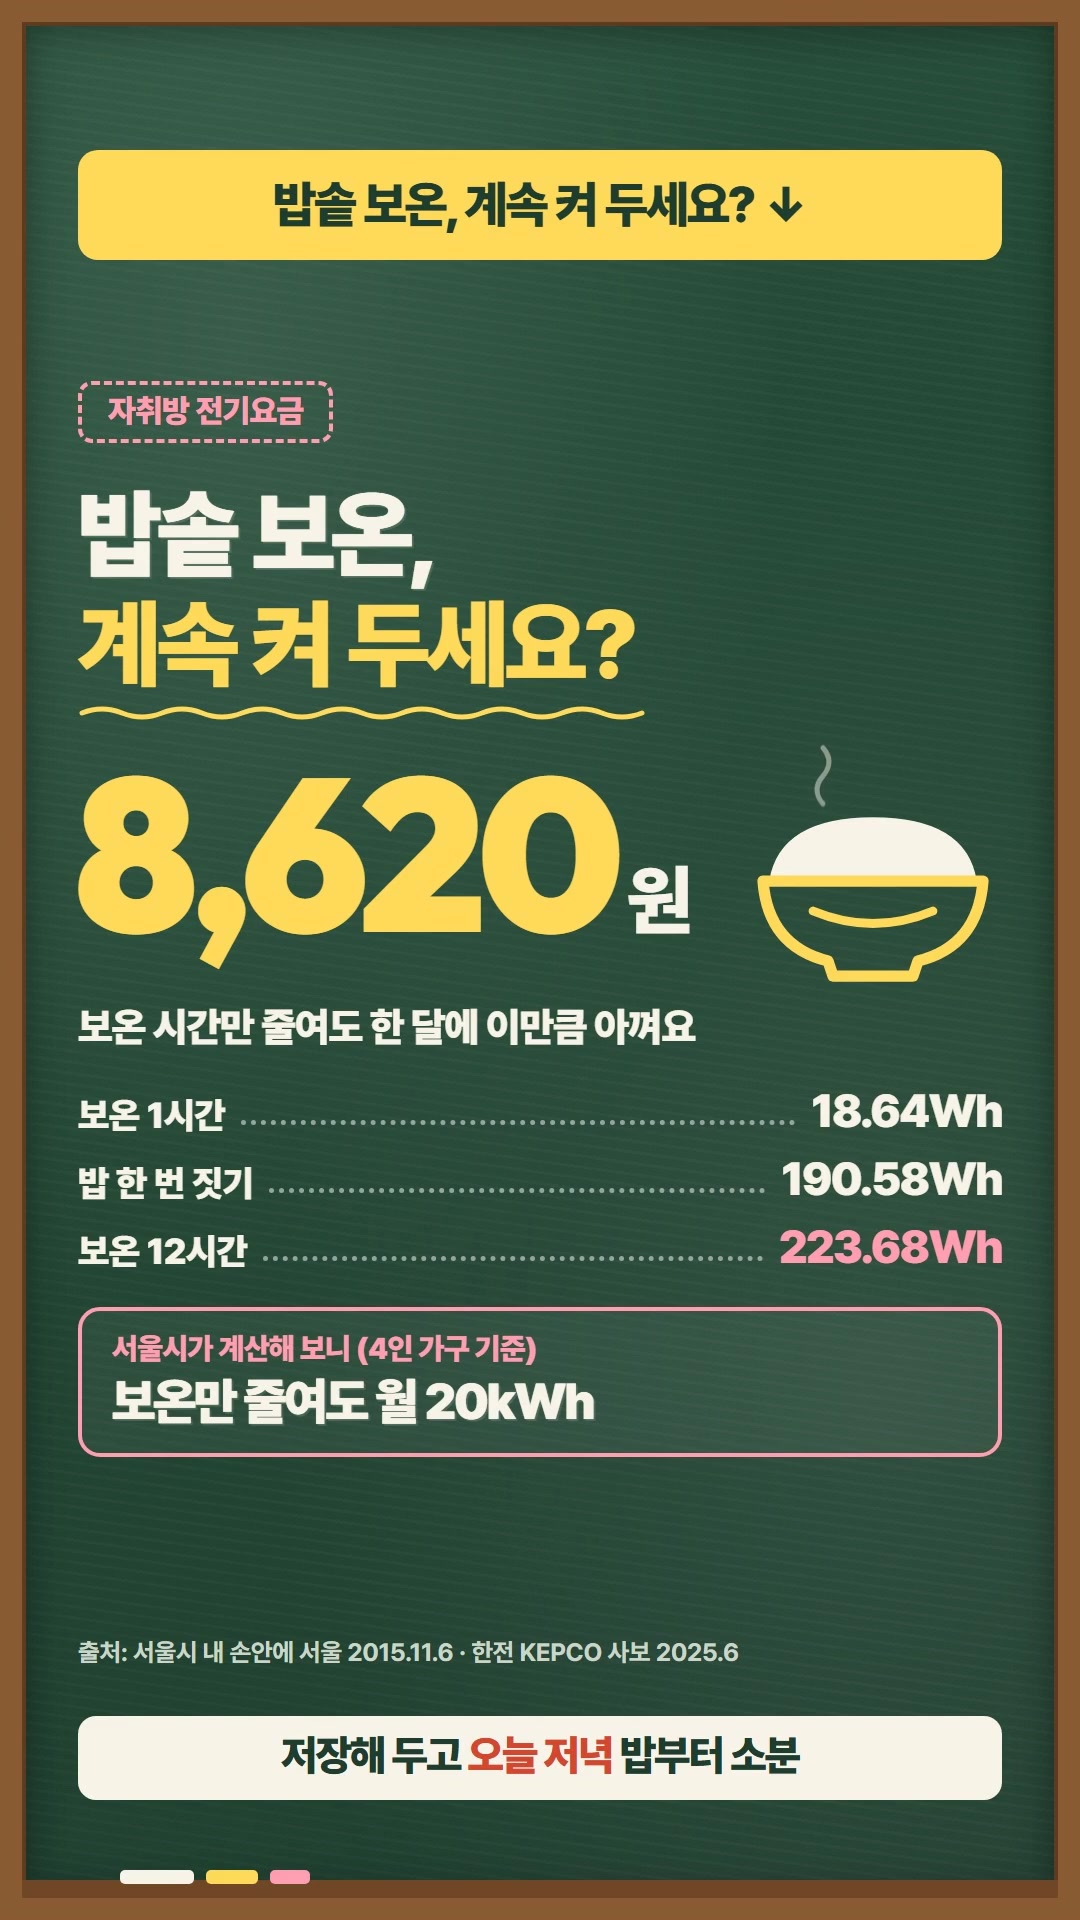 밥솥 보온, 계속 켜 두세요? ↓
자취방 전기요금
밥솥 보온,
계속 켜 두세요?
8,620원
보온 시간만 줄여도 한 달에 이만큼 아껴요
보온 1시간 18.64Wh
밥 한 번 짓기 190.58Wh
보온 12시간 223.68Wh
서울시가 계산해 보니 (4인 가구 기준)
보온만 줄여도 월 20kWh
출처: 서울시 내 손안에 서울 2015.11.6 · 한전 KEPCO 사보 2025.6
저장해 두고 오늘 저녁 밥부터 소분